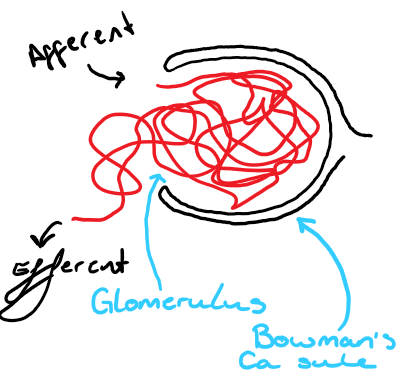 Afferent
Efferent
Glomerulus
Bowman's
Ca sule